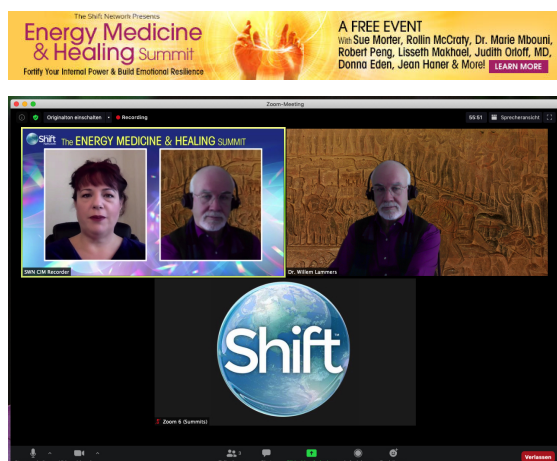 The Shift Network Presents
Energy Medicine
& Healing Summit
Fortify Your Internal Power & Build Emotional Resilience
A FREE EVENT
With Sue Morter, Rollin McCraty, Dr. Marie Mbouni,
Robert Peng, Lisseth Makhael, Judith Orloff, MD,
Donna Eden, Jean Haner & More! LEARN MORE
Zoom-Meeting
Originalton einschalten Recording
55:51 Sprecheransicht
Shift The ENERGY MEDICINE & HEALING SUMMIT
SWN CIM Recorder
Dr. Willem Lammers
Shift
Zoom 6 (Summits)
3
Verlassen